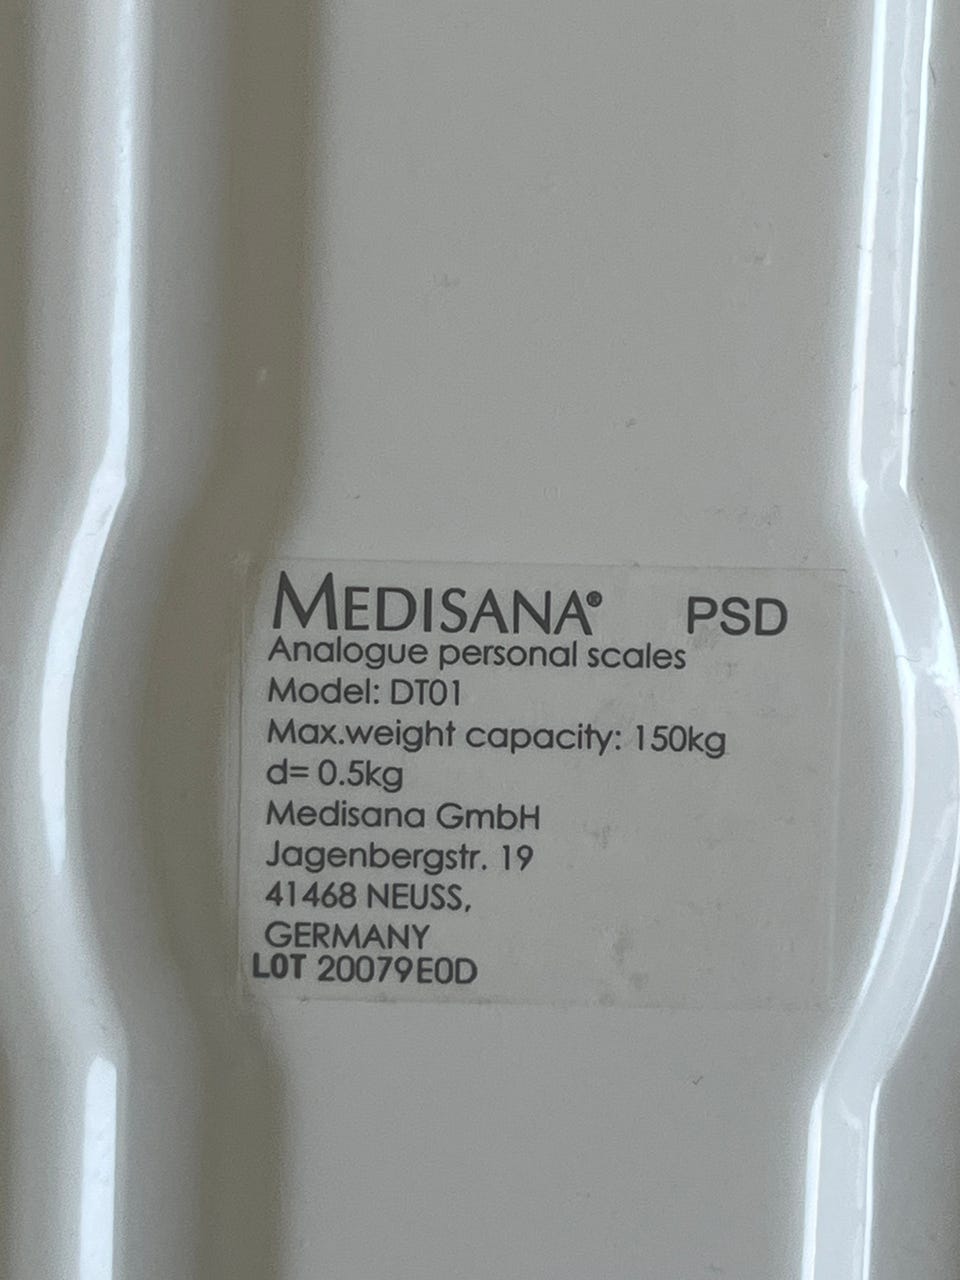 MEDISANA® PSD
Analogue personal scales
Model: DT01
Max.weight capacity: 150kg
d= 0.5kg
Medisana GmbH
Jagenbergstr. 19
41468 NEUSS,
GERMANY
LOT 20079E0D